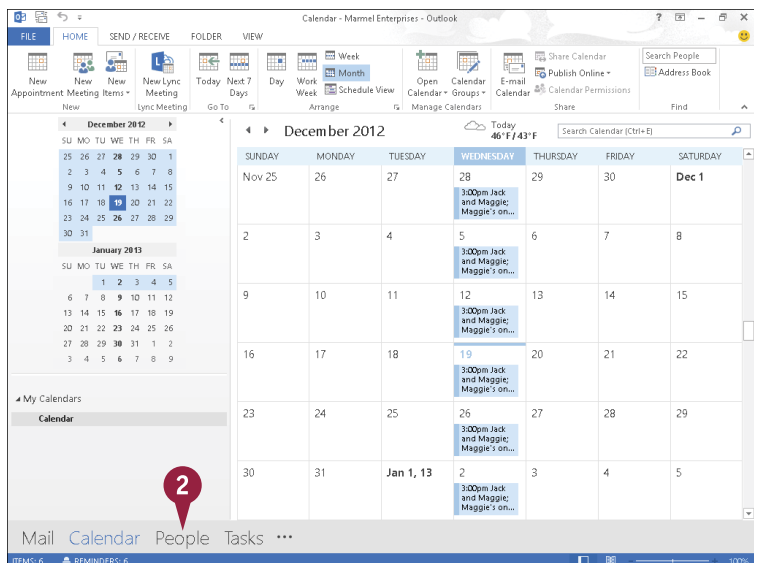 Calendar - Marmel Enterprises - Outlook
FILE HOME SEND / RECEIVE FOLDER VIEW
New Appointment
New Meeting
New Items
New
New Lync Meeting
Lync Meeting
Today
Next 7 Days
Go To
Day
Work Week
Week
Month
Schedule View
Arrange
Open Calendar
Calendar Groups
Manage Calendars
E-mail Calendar
Share Calendar
Publish Online
Calendar Permissions
Share
Search People
Address Book
Find
December 2012
SU MO TU WE TH FR SA
25 26 27 28 29 30 1
2 3 4 5 6 7 8
9 10 11 12 13 14 15
16 17 18 19 20 21 22
23 24 25 26 27 28 29
30 31
January 2013
SU MO TU WE TH FR SA
1 2 3 4 5
6 7 8 9 10 11 12
13 14 15 16 17 18 19
20 21 22 23 24 25 26
27 28 29 30 31 1 2
3 4 5 6 7 8 9
My Calendars
Calendar
December 2012
Today
46°F / 43°F
Search Calendar (Ctrl+E)
SUNDAY MONDAY TUESDAY WEDNESDAY THURSDAY FRIDAY SATURDAY
Nov 25 26 27 28 29 30 Dec 1
3:00pm Jack
and Maggie;
Maggie's on...
2 3 4 5 6 7 8
3:00pm Jack
and Maggie;
Maggie's on...
9 10 11 12 13 14 15
3:00pm Jack
and Maggie;
Maggie's on...
16 17 18 19 20 21 22
3:00pm Jack
and Maggie;
Maggie's on...
23 24 25 26 27 28 29
3:00pm Jack
and Maggie;
Maggie's on...
30 31 Jan 1, 13 2 3 4 5
3:00pm Jack
and Maggie;
Maggie's on...
2
Mail Calendar People Tasks ···
ITEMS: 6 REMINDERS: 6 100%